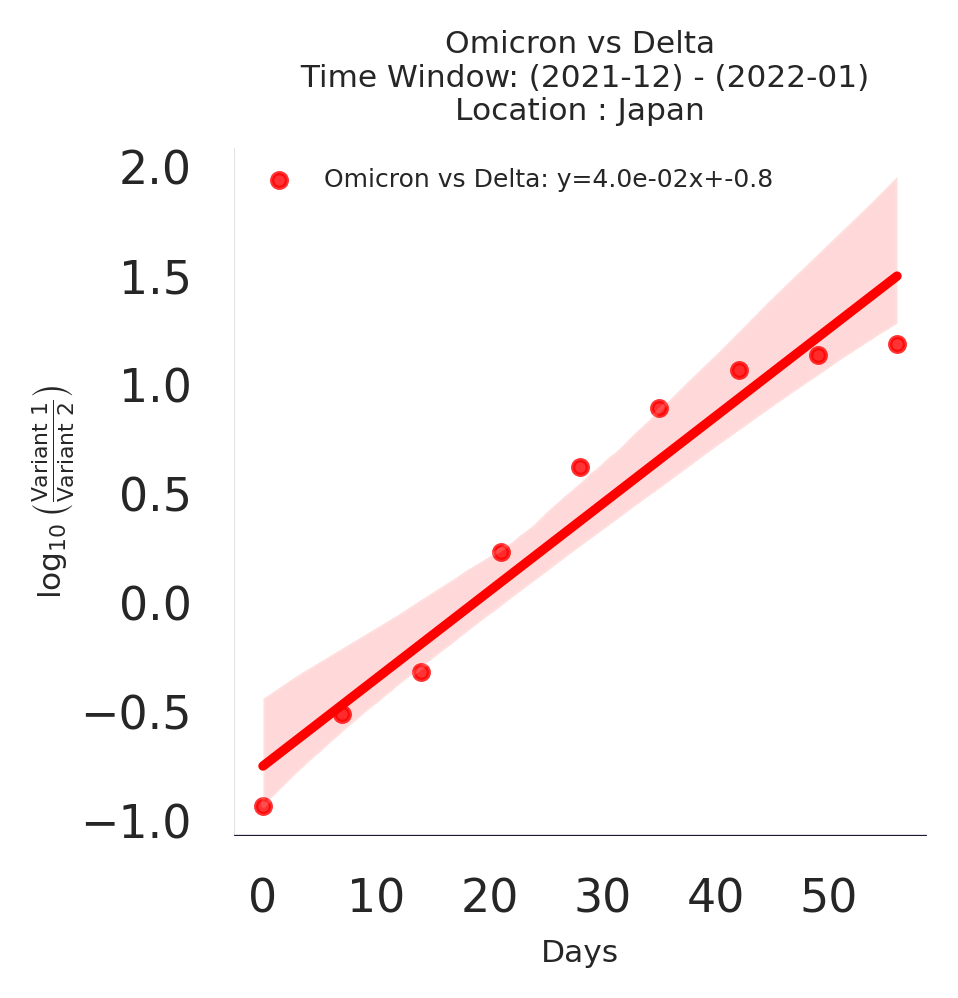 Omicron vs Delta
Time Window: (2021-12) - (2022-01)
Location : Japan
Omicron vs Delta: y=4.0e-02x+-0.8
2.0
1.5
1.0
0.5
0.0
−0.5
−1.0
log10 (Variant 1 / Variant 2)
0 10 20 30 40 50
Days